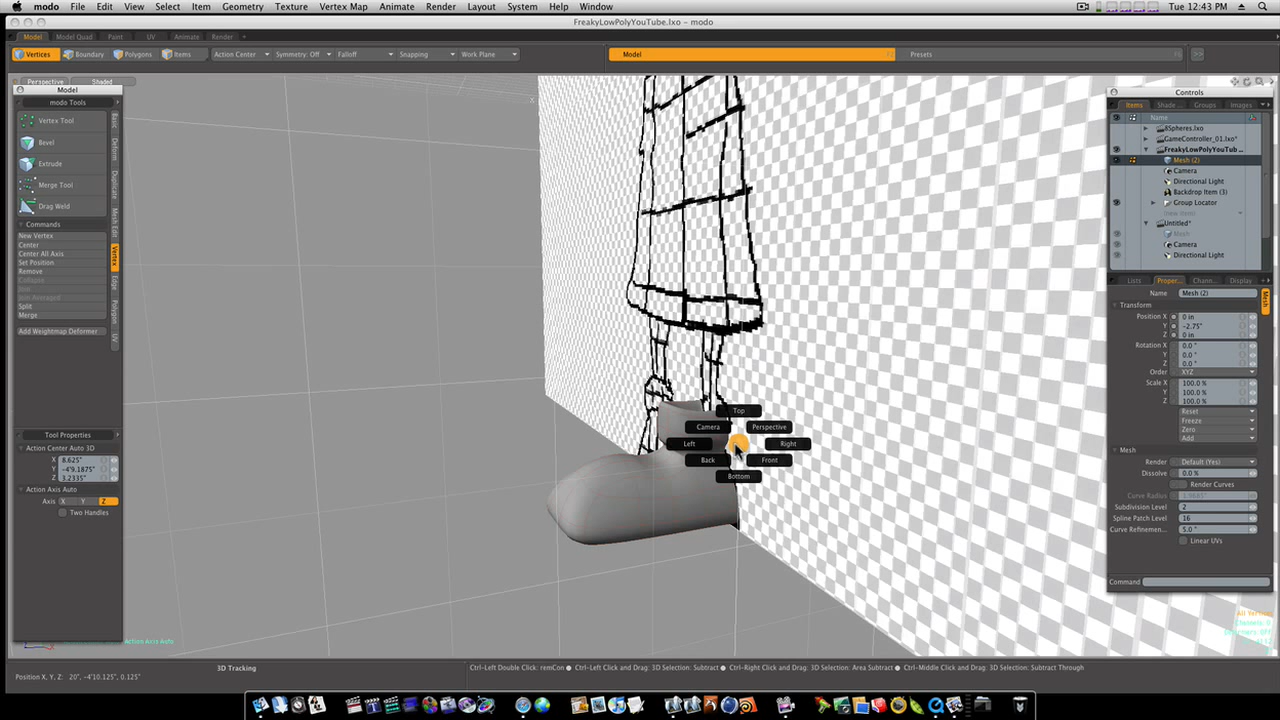 modo File Edit View Select Item Geometry Texture Vertex Map Animate Render Layout System Help Window Tue 12:43 PM
FreakyLowPolyYouTube.lxo – modo
Model Model Quad Paint UV Animate Render
Vertices Boundary Polygons Items Action Center Symmetry: Off Falloff Snapping Work Plane Model Presets >>
Perspective Shaded
Model
modo Tools
Vertex Tool
Bevel
Extrude
Merge Tool
Drag Weld
Commands
New Vertex
Center
Center All Axis
Set Position
Remove
Collapse
Join
Join Averaged
Split
Merge
Add Weightmap Deformer
Basic
Deform
Duplicate
Mesh Edit
Vertex
Edge
Polygon
UV
Tool Properties
Action Center Auto 3D
X 8.625"
Y -4'9.1875"
Z 3.2335"
Action Axis Auto
Axis X Y Z
Two Handles
Action Axis Auto
Top
Camera Perspective
Left Right
Back Front
Bottom
Controls
Items Shade ... Groups Images
Name
8Spheres.lxo
GameController_01.lxo*
FreakyLowPolyYouTub ...
Mesh (2)
Camera
Directional Light
Backdrop Item (3)
Group Locator
(new item)
Untitled*
Mesh
Camera
Directional Light
Lists Proper... Chann... Display
Name Mesh (2)
Mesh
Transform
Position X 0 in
Y -2.75"
Z 0 in
Rotation X 0.0 °
Y 0.0 °
Z 0.0 °
Order XYZ
Scale X 100.0 %
Y 100.0 %
Z 100.0 %
Reset
Freeze
Zero
Add
Mesh
Render Default (Yes)
Dissolve 0.0 %
Render Curves
Curve Radius
Subdivision Level 2
Spline Patch Level 16
Curve Refinemen... 5.0 °
Linear UVs
Command
All Vertices
Channels: 0
Deformers: OFF
3D Tracking
Ctrl-Left Double Click: remCon ● Ctrl-Left Click and Drag: 3D Selection: Subtract ● Ctrl-Right Click and Drag: 3D Selection: Area Subtract ● Ctrl-Middle Click and Drag: 3D Selection: Subtract Through
Position X, Y, Z: 20", -4'10.125", 0.125"